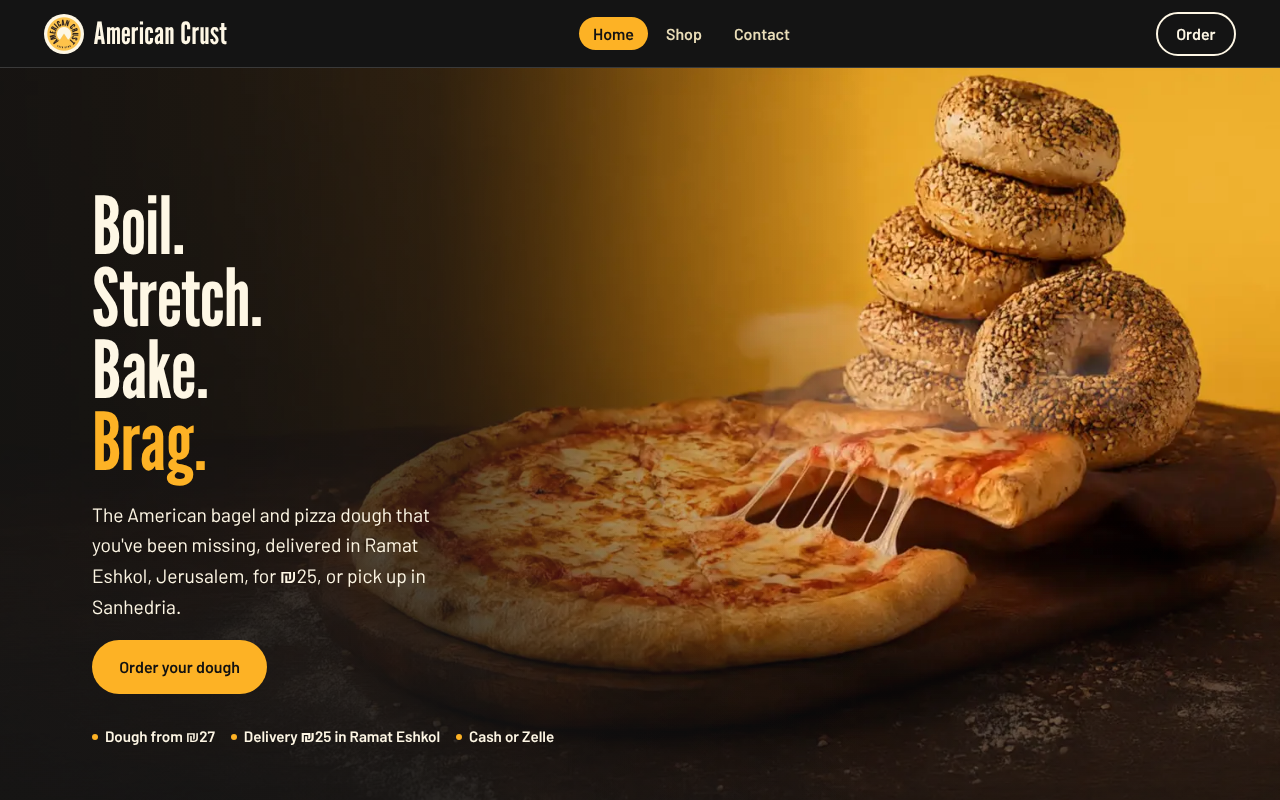 AMERICAN CRUST
American Crust
Home
Shop
Contact
Order
Boil.
Stretch.
Bake.
Brag.
The American bagel and pizza dough that
you've been missing, delivered in Ramat
Eshkol, Jerusalem, for ₪25, or pick up in
Sanhedria.
Order your dough
Dough from ₪27
Delivery ₪25 in Ramat Eshkol
Cash or Zelle